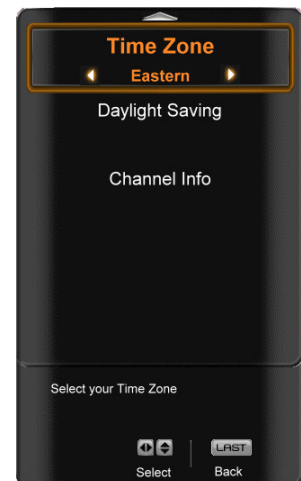 Time Zone
Eastern
Daylight Saving
Channel Info
Select your Time Zone
LAST
Select Back